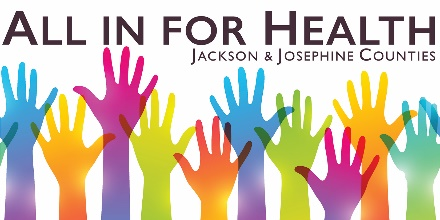 ALL IN FOR HEALTH
JACKSON & JOSEPHINE COUNTIES